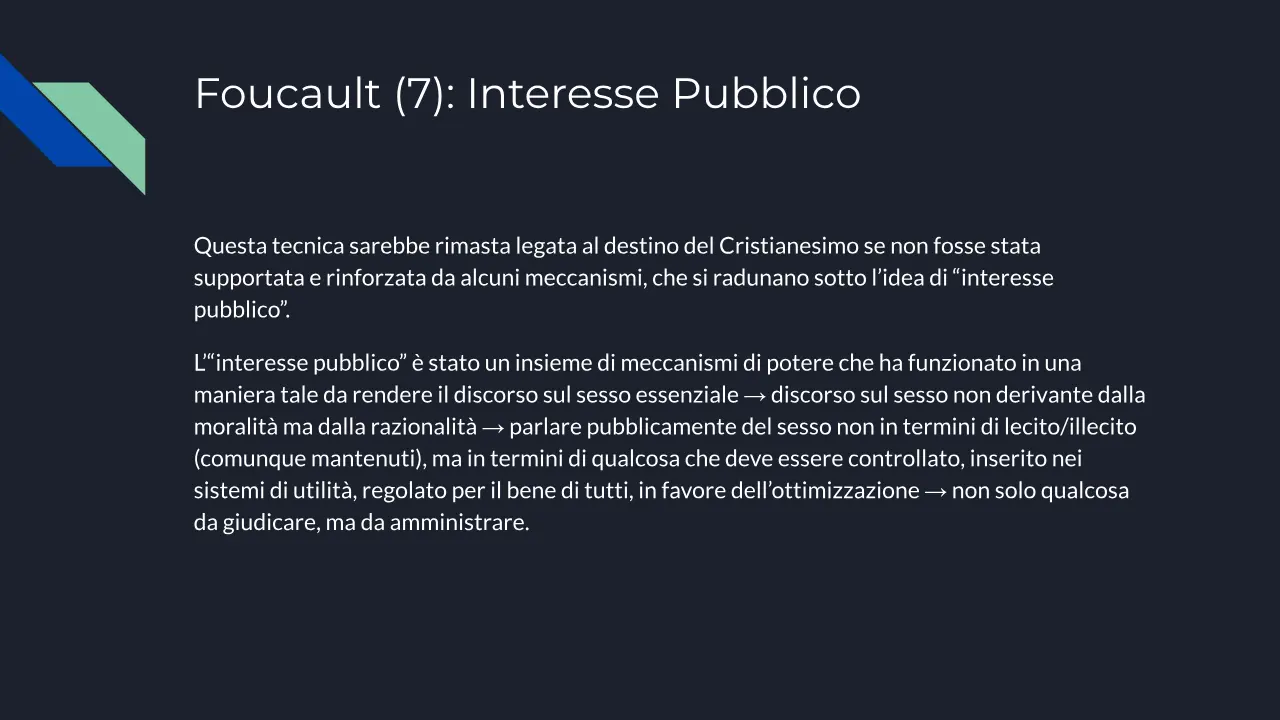 Foucault (7): Interesse Pubblico
Questa tecnica sarebbe rimasta legata al destino del Cristianesimo se non fosse stata
supportata e rinforzata da alcuni meccanismi, che si radunano sotto l’idea di “interesse
pubblico”.
L’“interesse pubblico” è stato un insieme di meccanismi di potere che ha funzionato in una
maniera tale da rendere il discorso sul sesso essenziale → discorso sul sesso non derivante dalla
moralità ma dalla razionalità → parlare pubblicamente del sesso non in termini di lecito/illecito
(comunque mantenuti), ma in termini di qualcosa che deve essere controllato, inserito nei
sistemi di utilità, regolato per il bene di tutti, in favore dell’ottimizzazione → non solo qualcosa
da giudicare, ma da amministrare.